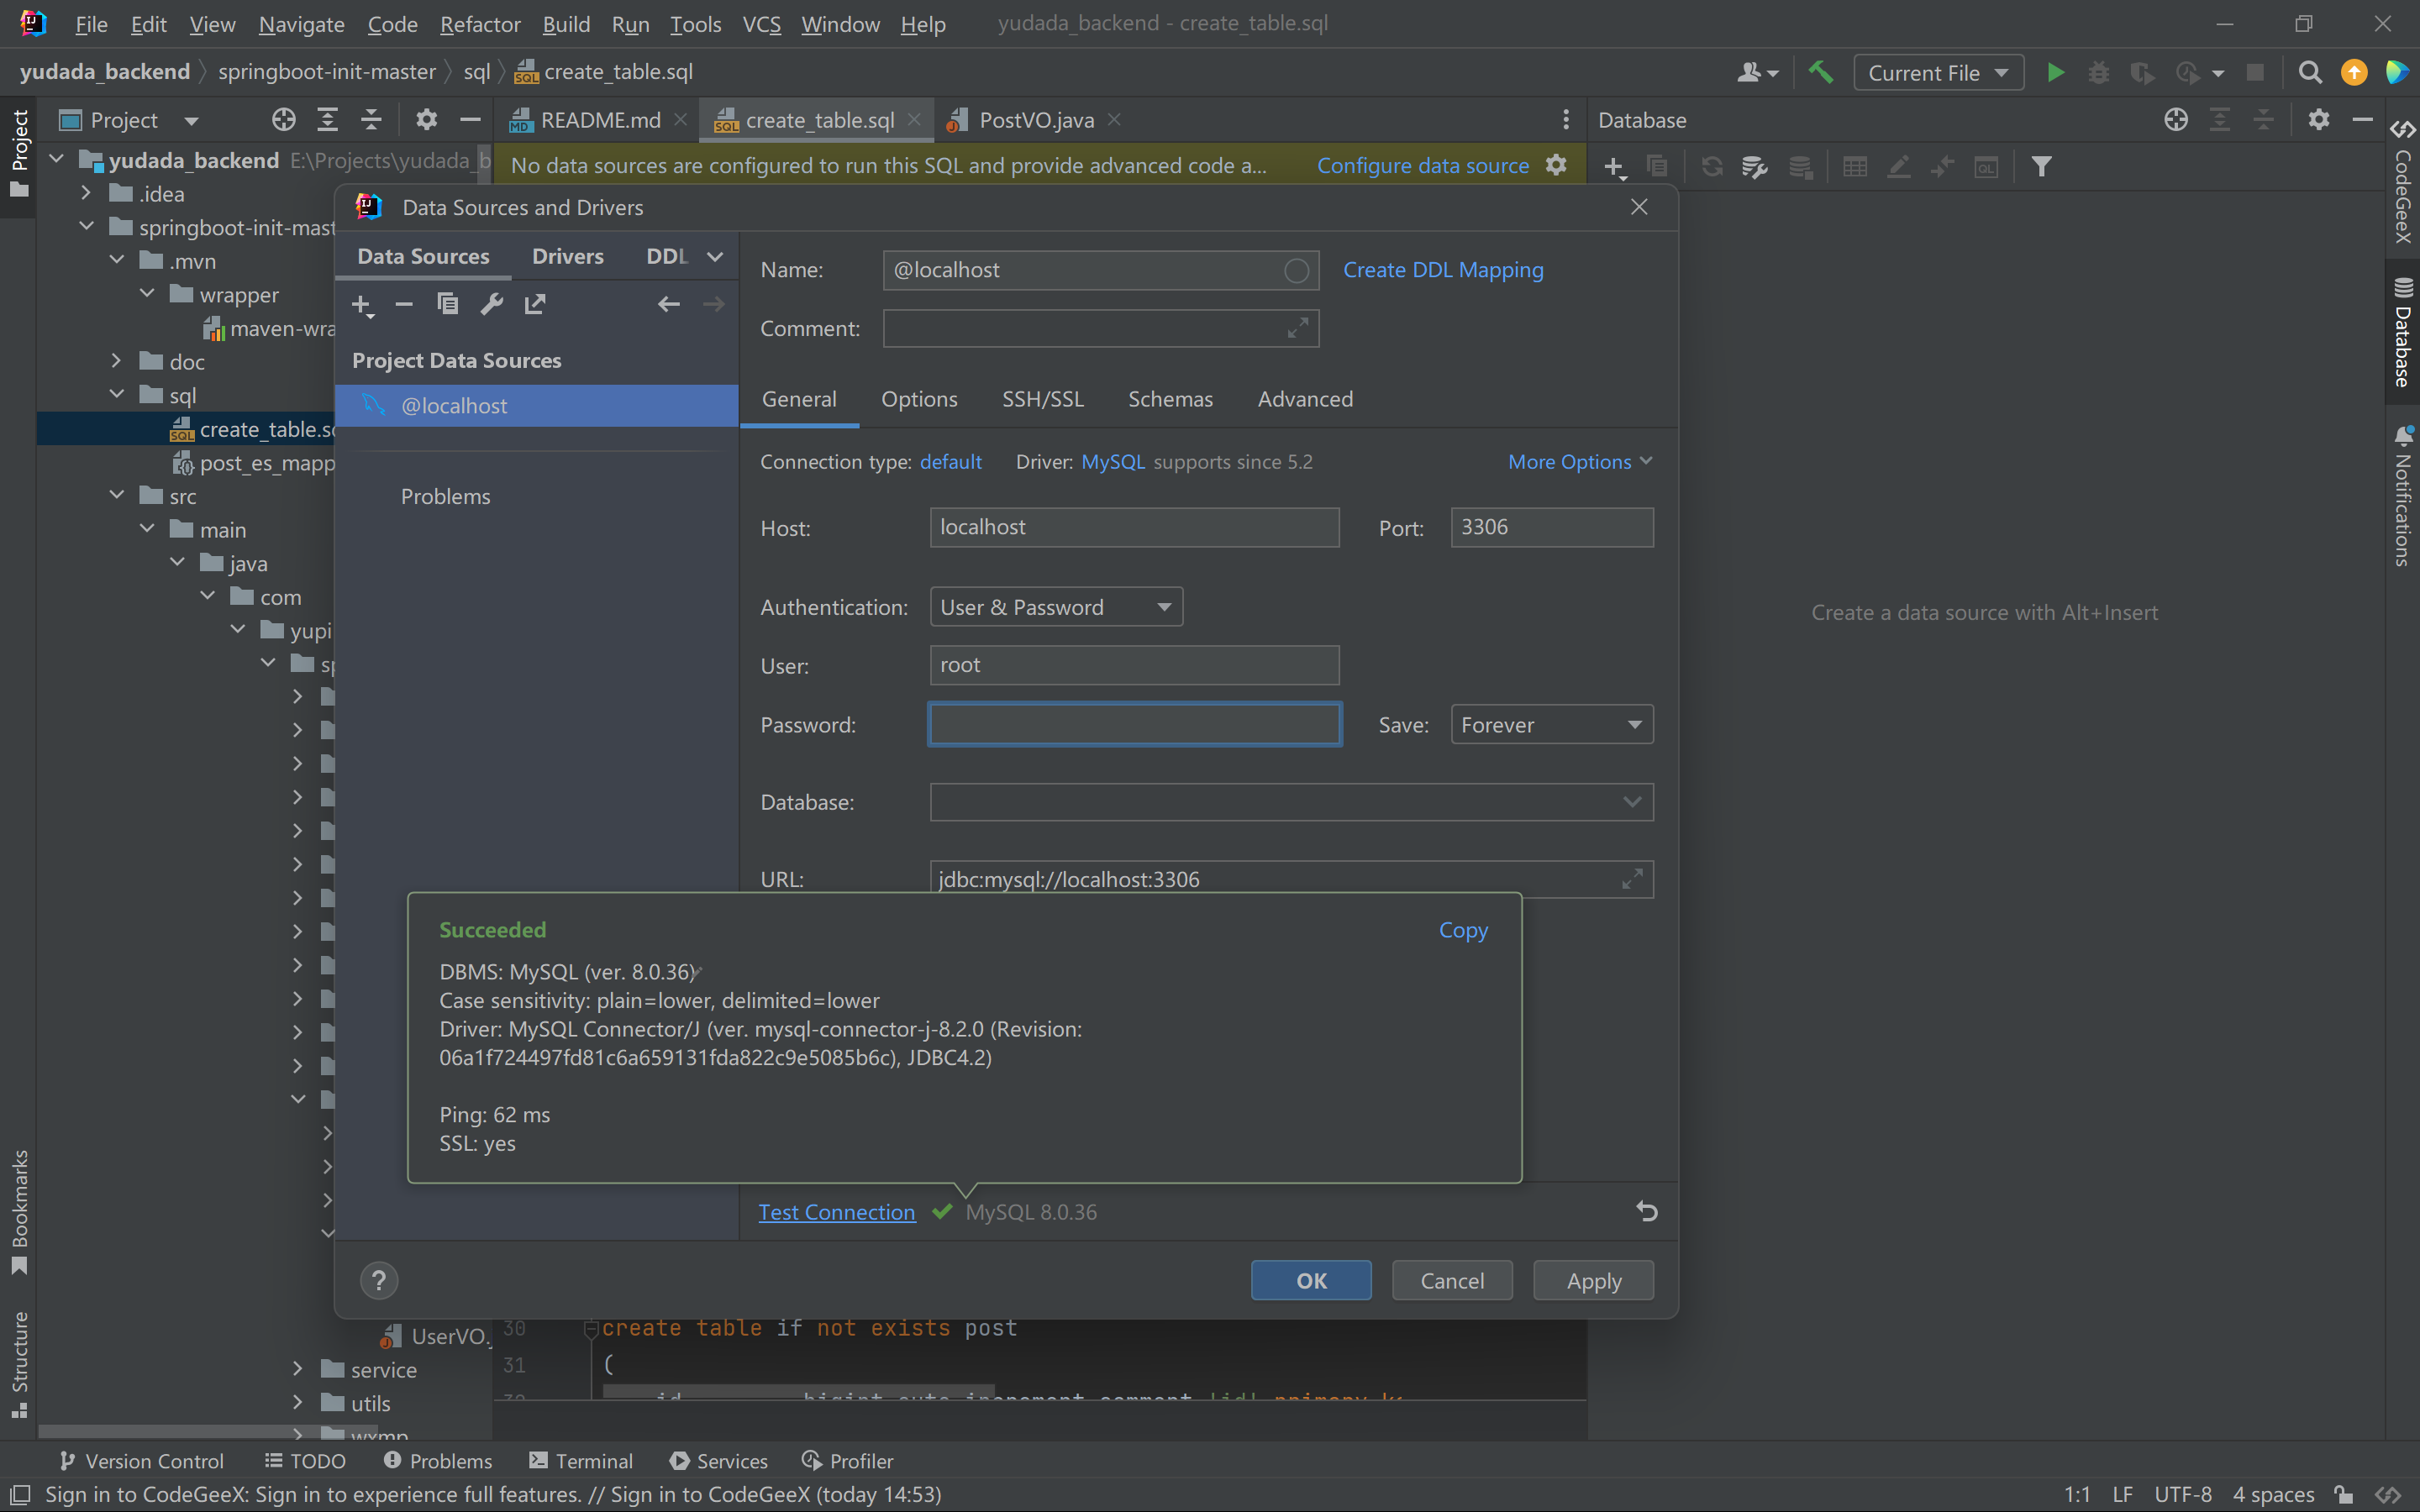 File Edit View Navigate Code Refactor Build Run Tools VCS Window Help yudada_backend - create_table.sql
yudada_backend springboot-init-master sql create_table.sql Current File
Project README.md create_table.sql PostVO.java Database
Project
yudada_backend E:\Projects\yudada_b
No data sources are configured to run this SQL and provide advanced code a... Configure data source
.idea
springboot-init-mast
.mvn
wrapper
maven-wra
doc
sql
create_table.s
post_es_mapp
src
main
java
com
yupi
sp
Data Sources and Drivers
Data Sources Drivers DDL
Project Data Sources
@localhost
Problems
Name: @localhost Create DDL Mapping
Comment:
General Options SSH/SSL Schemas Advanced
Connection type: default Driver: MySQL supports since 5.2 More Options
Host: localhost Port: 3306
Authentication: User & Password
User: root
Password: Save: Forever
Database:
URL: jdbc:mysql://localhost:3306
Succeeded Copy
DBMS: MySQL (ver. 8.0.36)
Case sensitivity: plain=lower, delimited=lower
Driver: MySQL Connector/J (ver. mysql-connector-j-8.2.0 (Revision:
06a1f724497fd81c6a659131fda822c9e5085b6c), JDBC4.2)
Ping: 62 ms
SSL: yes
Test Connection MySQL 8.0.36
? OK Cancel Apply
Create a data source with Alt+Insert
CodeGeeX
Database
Notifications
Bookmarks
Structure
UserVO.j
service
utils
wxmp
30 create table if not exists post
31 (
Version Control TODO Problems Terminal Services Profiler
Sign in to CodeGeeX: Sign in to experience full features. // Sign in to CodeGeeX (today 14:53) 1:1 LF UTF-8 4 spaces